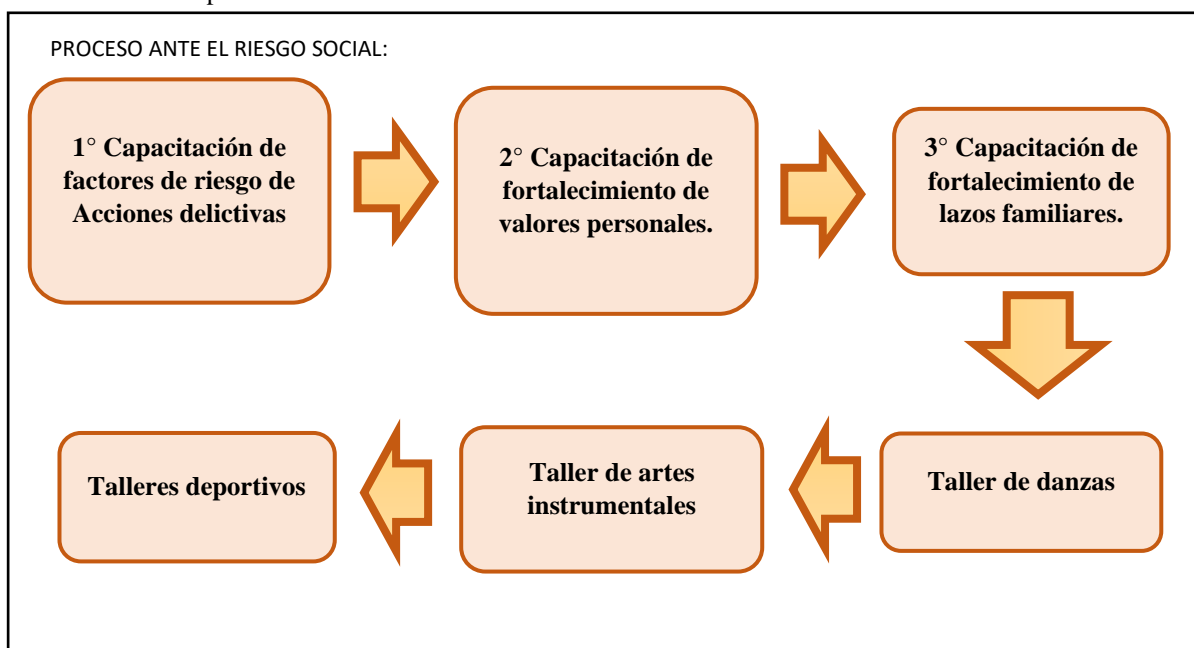 PROCESO ANTE EL RIESGO SOCIAL:
1° Capacitación de
factores de riesgo de
Acciones delictivas
2° Capacitación de
fortalecimiento de
valores personales.
3° Capacitación de
fortalecimiento de
lazos familiares.
Taller de danzas
Taller de artes
instrumentales
Talleres deportivos